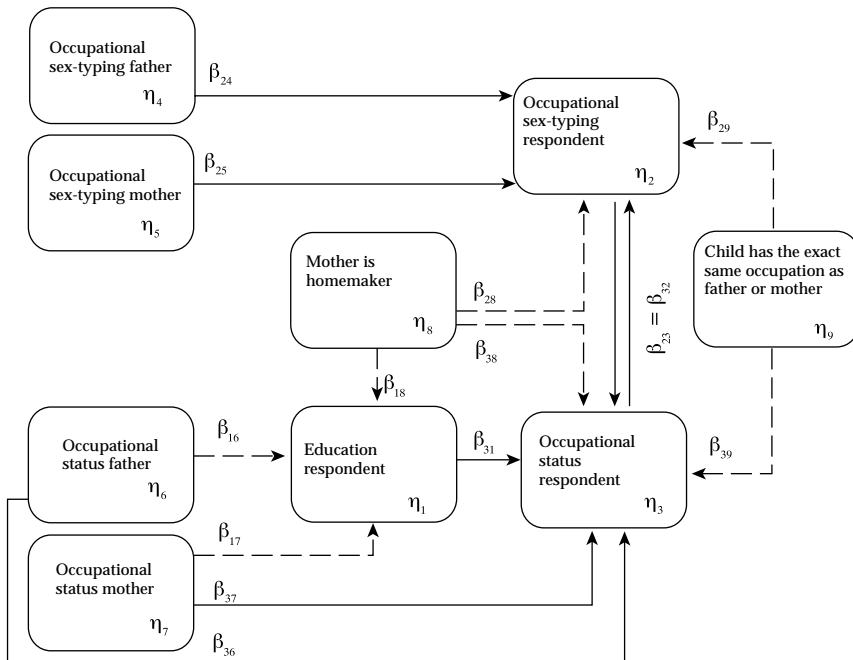 Occupational
sex-typing father
η4
β24
Occupational
sex-typing respondent
η2
β29
Occupational
sex-typing mother
η5
β25
Mother is
homemaker
η8
β28
β38
β18
β23 = β32
Child has the exact
same occupation as
father or mother
η9
Occupational
status father
η6
β16
Education
respondent
η1
β31
Occupational
status
respondent
η3
β39
β17
Occupational
status mother
η7
β37
β36